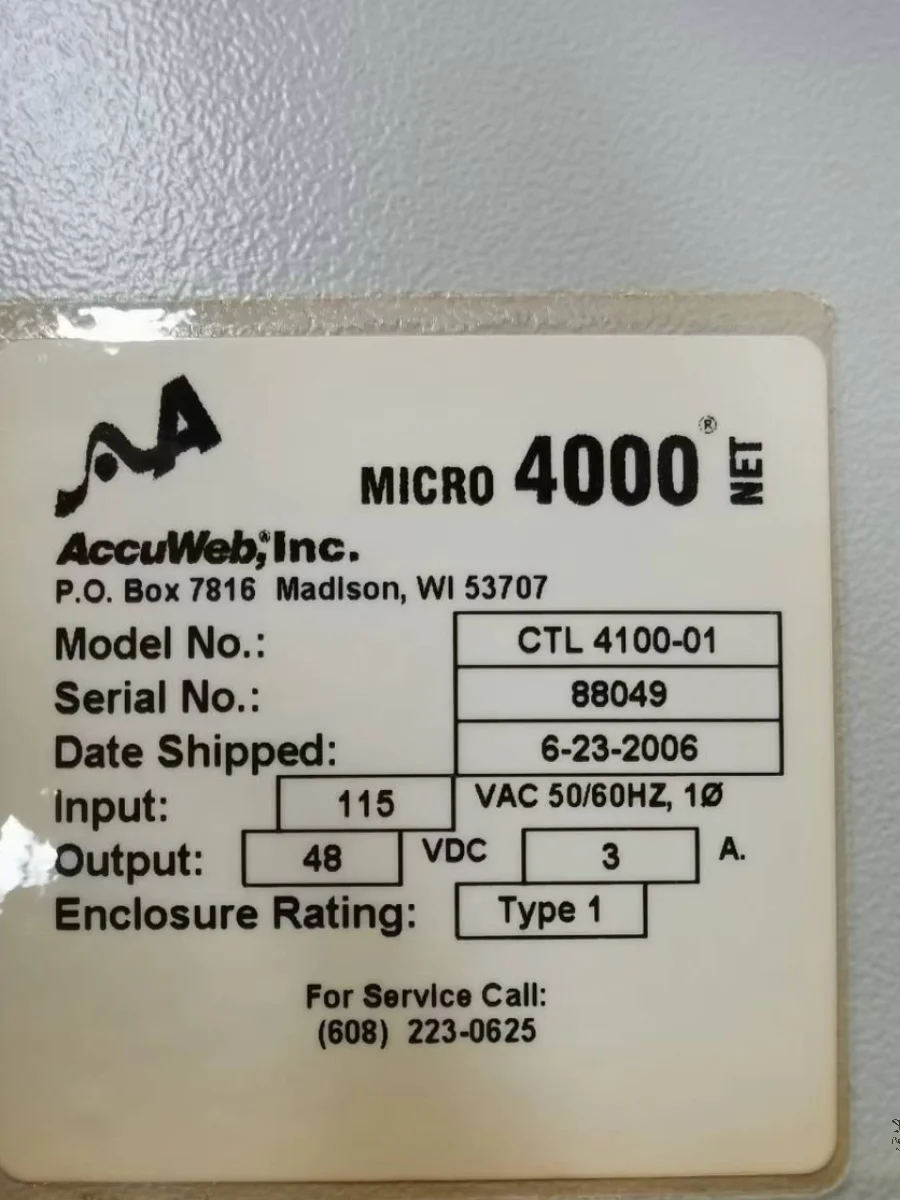 MICRO 4000® NET
AccuWeb,® Inc.
P.O. Box 7816 Madison, WI 53707
Model No.: CTL 4100-01
Serial No.: 88049
Date Shipped: 6-23-2006
Input: 115 VAC 50/60HZ, 1Ø
Output: 48 VDC 3 A.
Enclosure Rating: Type 1
For Service Call:
(608) 223-0625